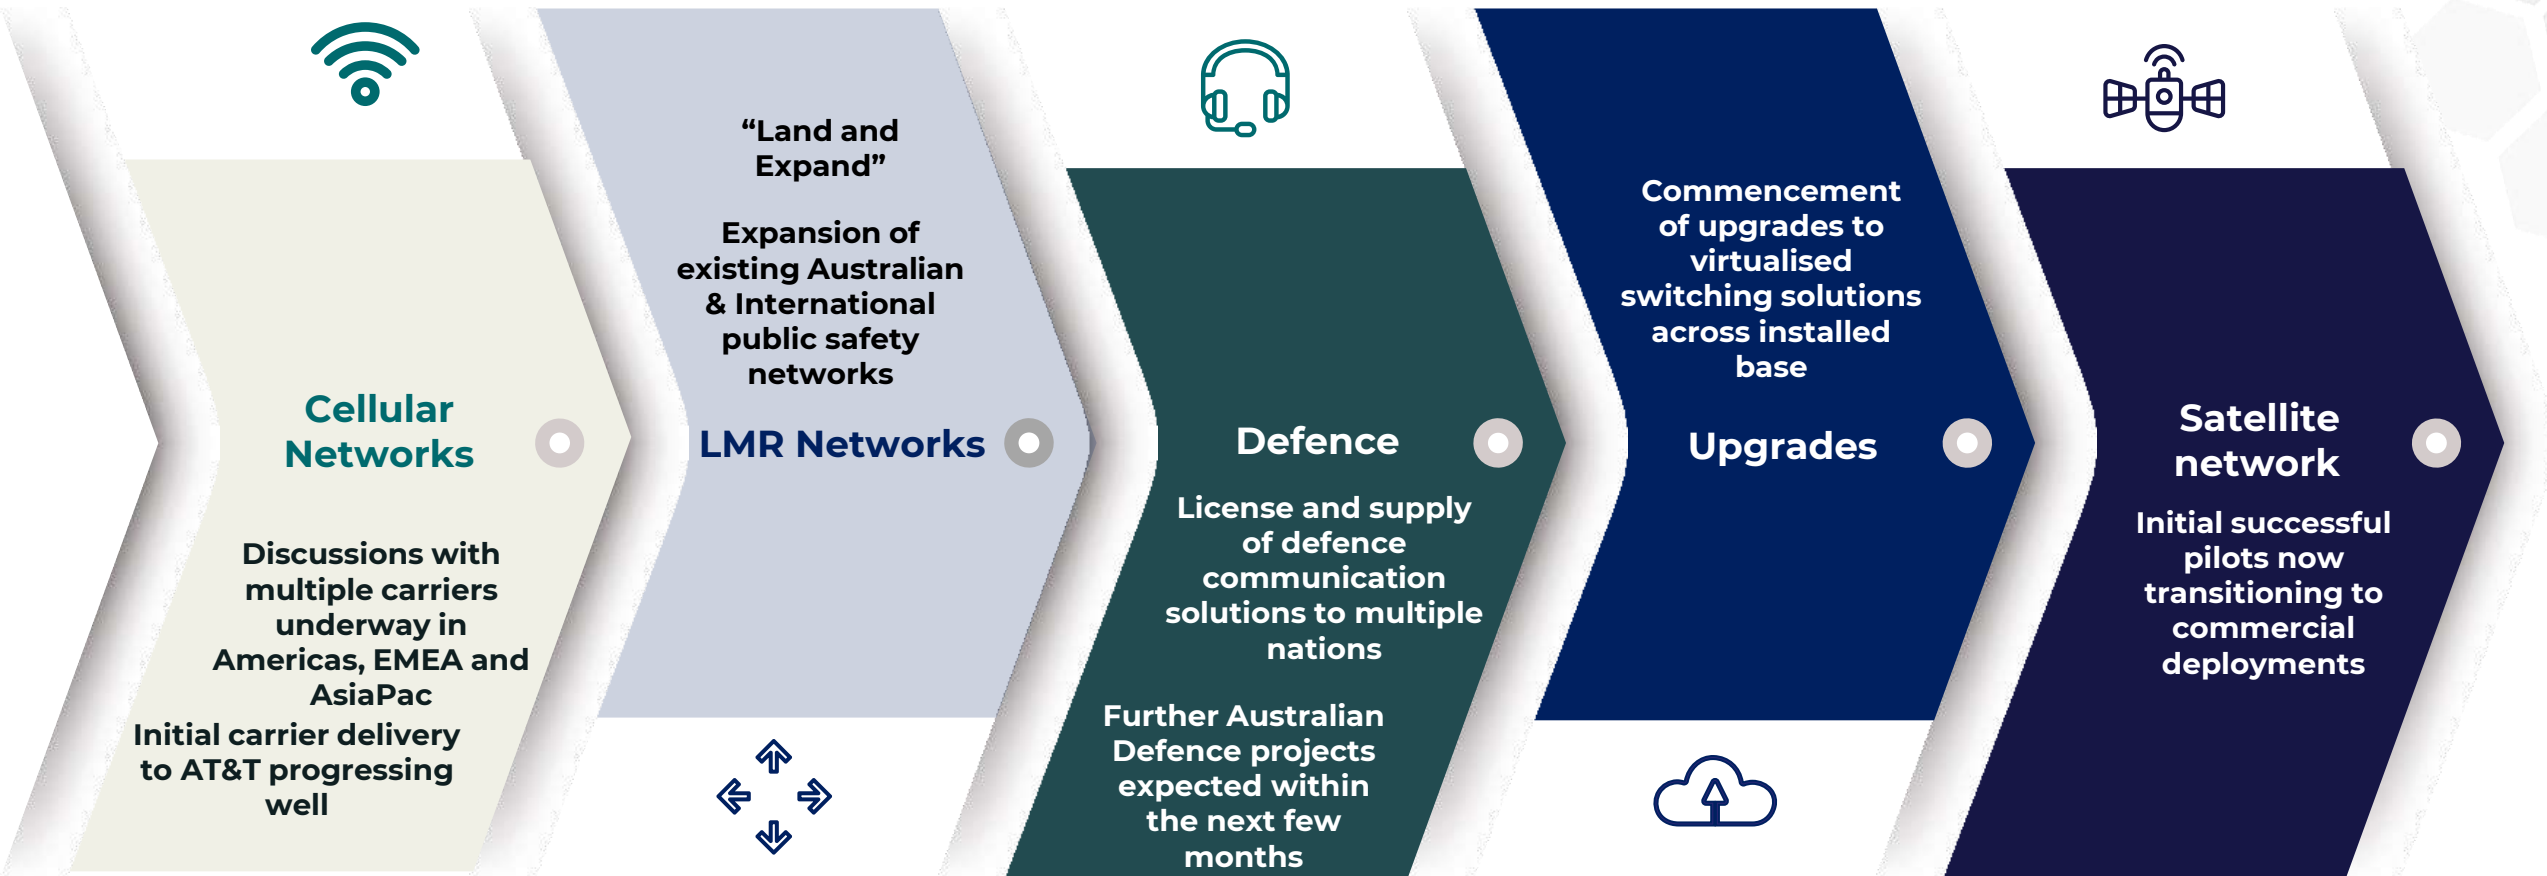 Cellular
Networks
Discussions with
multiple carriers
underway in
Americas, EMEA and
AsiaPac
Initial carrier delivery
to AT&T progressing
well
“Land and
Expand”
Expansion of
existing Australian
& International
public safety
networks
LMR Networks
Defence
License and supply
of defence
communication
solutions to multiple
nations
Further Australian
Defence projects
expected within
the next few
months
Commencement
of upgrades to
virtualised
switching solutions
across installed
base
Upgrades
Satellite
network
Initial successful
pilots now
transitioning to
commercial
deployments